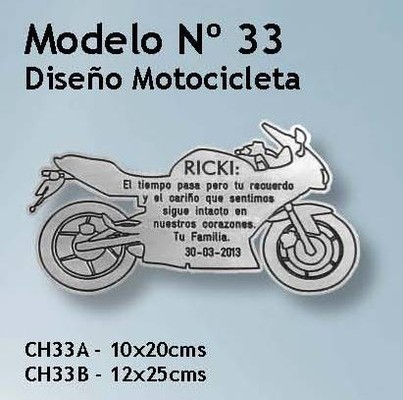 Modelo Nº 33
Diseño Motocicleta
RICKI:
El tiempo pasa pero tu recuerdo
y el cariño que sentimos
sigue intacto en
nuestros corazones.
Tu Familia.
30-03-2013
CH33A - 10x20cms
CH33B - 12x25cms